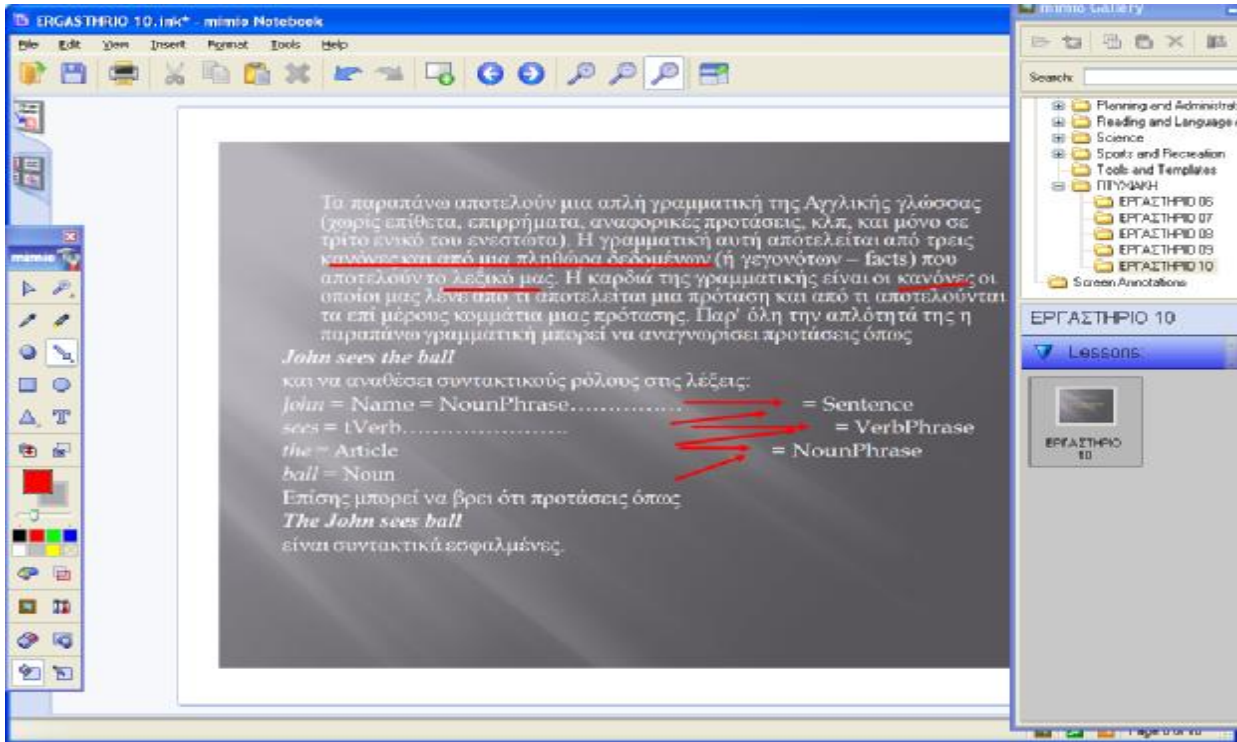 ERGASTHRIO 10.ink* - mimio Notebook
File Edit View Insert Format Tools Help
Τα παραπάνω αποτελούν μια απλή γραμματική της Αγγλικής γλώσσας
(χωρίς επίθετα, επιρρήματα, αναφορικές προτάσεις, κλπ, και μόνο σε
τρίτο ενικό του ενεστώτα). Η γραμματική αυτή αποτελείται από τρεις
κανόνες και από μια πληθώρα δεδομένων (ή γεγονότων – facts) που
αποτελούν το λεξικό μας. Η καρδιά της γραμματικής είναι οι κανόνες οι
οποίοι μας λένε από τι αποτελείται μια πρόταση και από τι αποτελούνται
τα επί μέρους κομμάτια μιας πρότασης. Παρ' όλη την απλότητά της η
παραπάνω γραμματική μπορεί να αναγνωρίσει προτάσεις όπως
John sees the ball
και να αναθέσει συντακτικούς ρόλους στις λέξεις:
John = Name = NounPhrase…………… = Sentence
sees = tVerb………………… = VerbPhrase
the = Article = NounPhrase
ball = Noun
Επίσης μπορεί να βρει ότι προτάσεις όπως
The John sees ball
είναι συντακτικά εσφαλμένες.
mimio
mimio Gallery
Search:
Planning and Administrat
Reading and Language
Science
Sports and Recreation
Tools and Templates
ΠΤΥΧΙΑΚΗ
ΕΡΓΑΣΤΗΡΙΟ 06
ΕΡΓΑΣΤΗΡΙΟ 07
ΕΡΓΑΣΤΗΡΙΟ 08
ΕΡΓΑΣΤΗΡΙΟ 09
ΕΡΓΑΣΤΗΡΙΟ 10
Screen Annotations
ΕΡΓΑΣΤΗΡΙΟ 10
Lessons:
ΕΡΓΑΣΤΗΡΙΟ
10